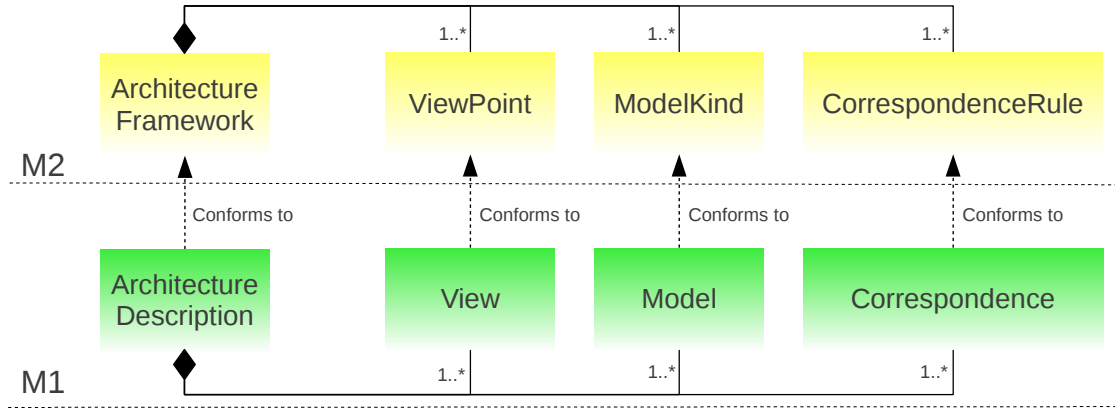 1..*
1..*
1..*
Architecture
Framework
ViewPoint
ModelKind
CorrespondenceRule
M2
Conforms to
Conforms to
Conforms to
Conforms to
Architecture
Description
View
Model
Correspondence
M1
1..*
1..*
1..*